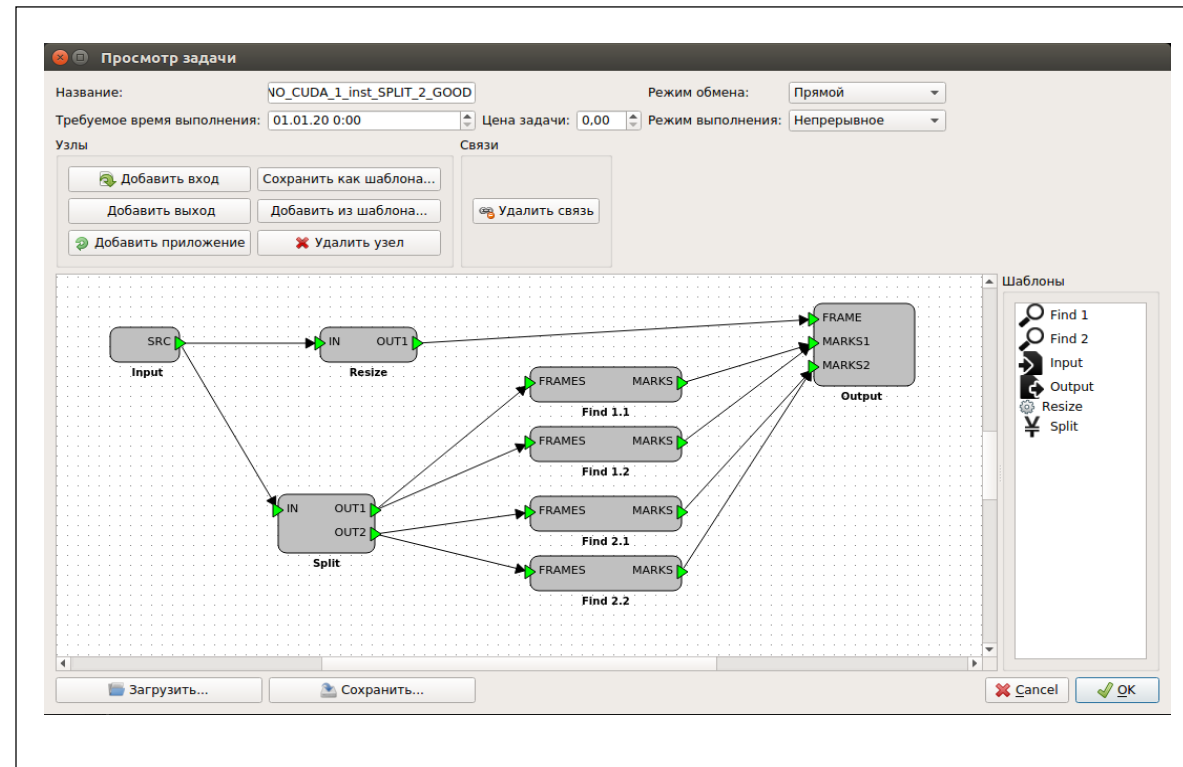 Просмотр задачи
Название: NO_CUDA_1_inst_SPLIT_2_GOOD Режим обмена: Прямой
Требуемое время выполнения: 01.01.20 0:00 Цена задачи: 0,00 Режим выполнения: Непрерывное
Узлы Связи
Добавить вход Сохранить как шаблона...
Добавить выход Добавить из шаблона... Удалить связь
Добавить приложение Удалить узел
Шаблоны
Find 1
Find 2
Input
Output
Resize
Split
SRC
Input
IN OUT1
Resize
FRAME
MARKS1
MARKS2
Output
FRAMES MARKS
Find 1.1
FRAMES MARKS
Find 1.2
IN OUT1
OUT2
Split
FRAMES MARKS
Find 2.1
FRAMES MARKS
Find 2.2
Загрузить... Сохранить... Cancel OK